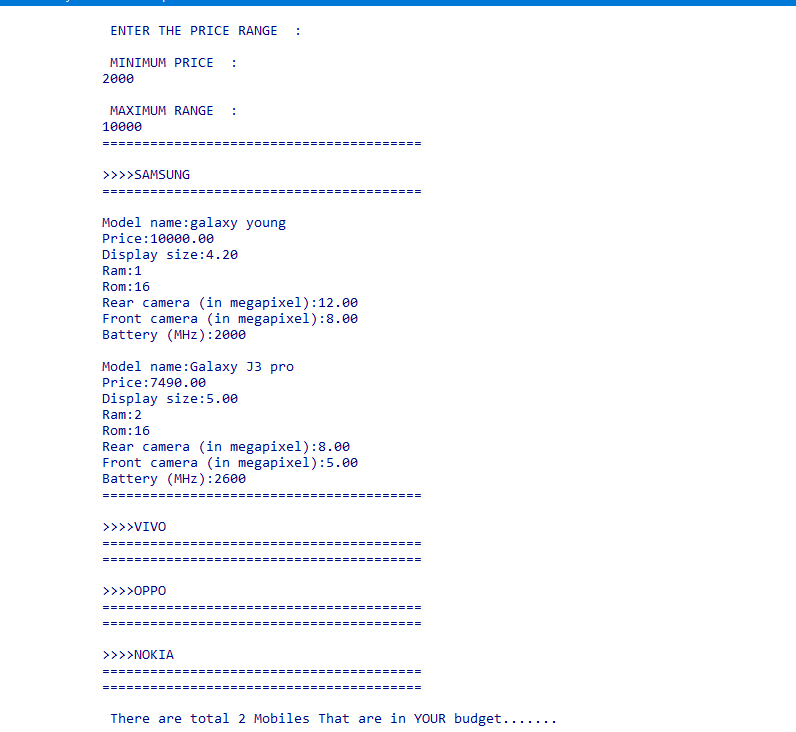 ENTER THE PRICE RANGE  :
MINIMUM PRICE  :
2000
MAXIMUM RANGE  :
10000
========================================
>>>>SAMSUNG
========================================
Model name:galaxy young
Price:10000.00
Display size:4.20
Ram:1
Rom:16
Rear camera (in megapixel):12.00
Front camera (in megapixel):8.00
Battery (MHz):2000
Model name:Galaxy J3 pro
Price:7490.00
Display size:5.00
Ram:2
Rom:16
Rear camera (in megapixel):8.00
Front camera (in megapixel):5.00
Battery (MHz):2600
========================================
>>>>VIVO
========================================
========================================
>>>>OPPO
========================================
========================================
>>>>NOKIA
========================================
========================================
There are total 2 Mobiles That are in YOUR budget.......